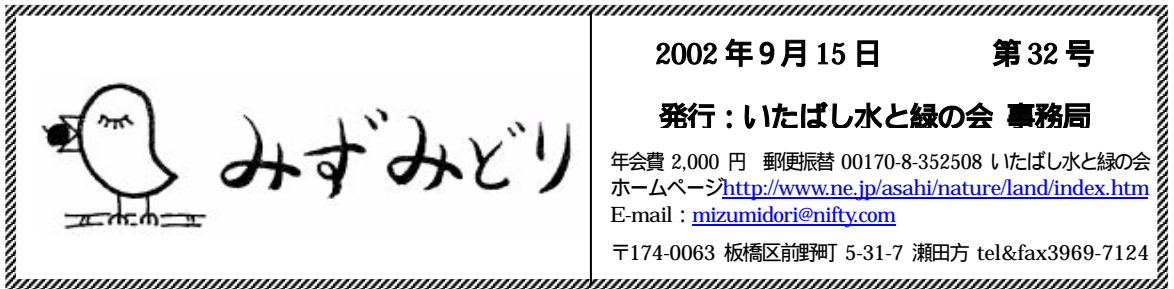 みずみどり
2002年9月15日 第32号
発行：いたばし水と緑の会 事務局
年会費 2,000 円 郵便振替 00170-8-352508 いたばし水と緑の会
ホームページhttp://www.ne.jp/asahi/nature/land/index.htm
E-mail：mizumidori@nifty.com
〒174-0063 板橋区前野町 5-31-7 瀬田方 tel&fax3969-7124